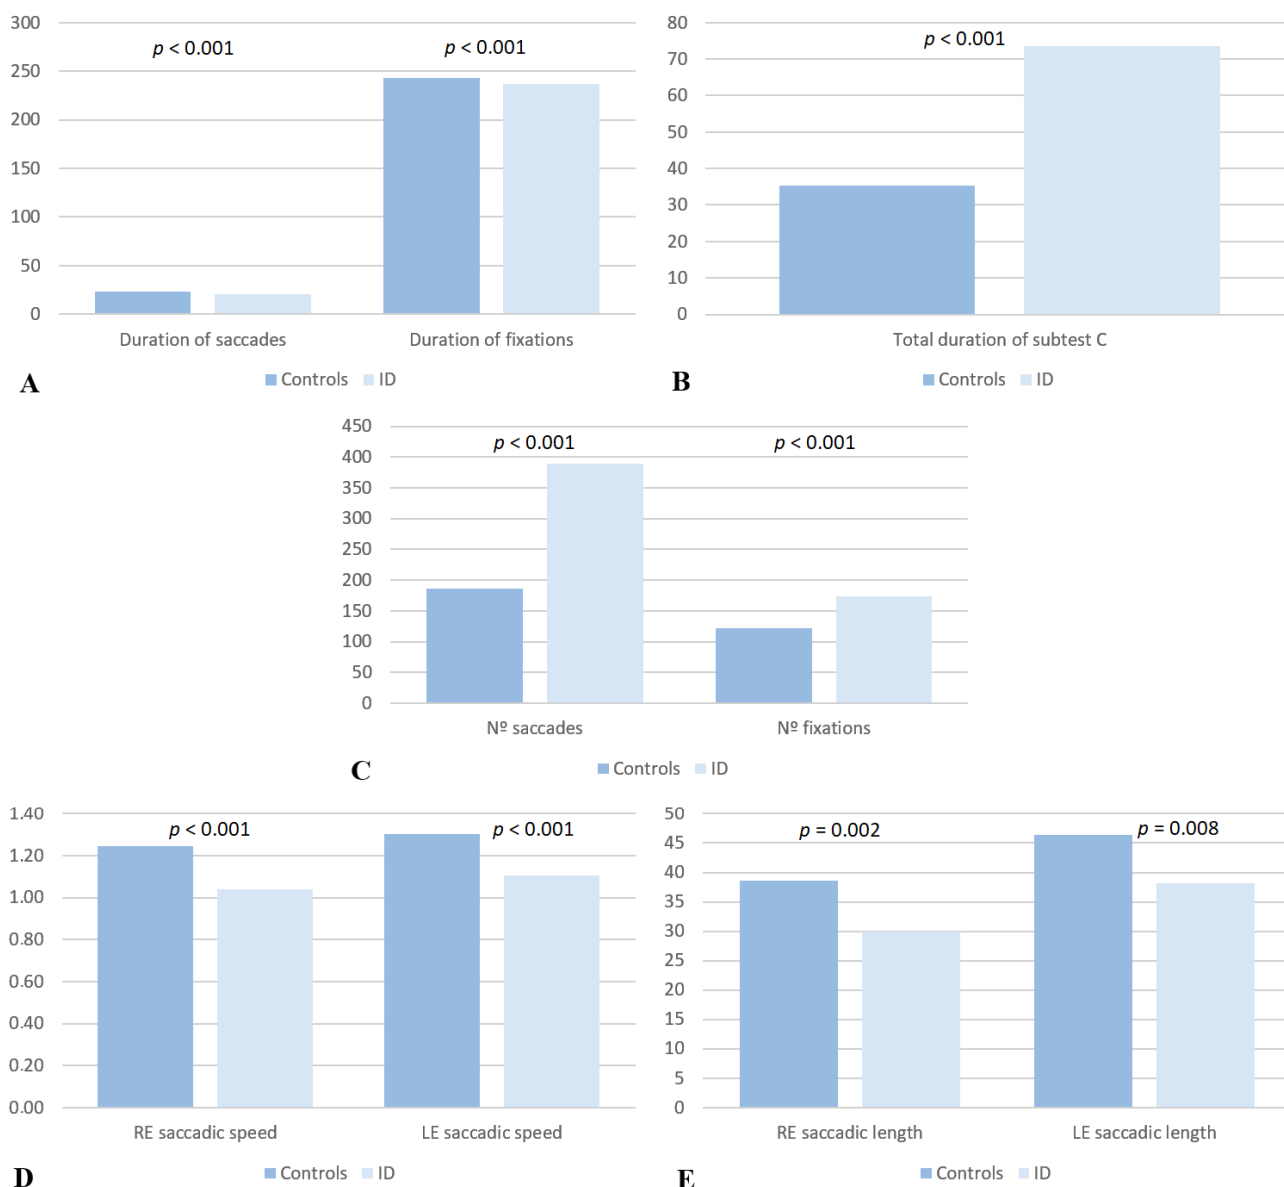 300
250
200
150
100
50
0
p < 0.001
p < 0.001
Duration of saccades
Duration of fixations
Controls
ID
A
80
70
60
50
40
30
20
10
0
p < 0.001
Total duration of subtest C
Controls
ID
B
450
400
350
300
250
200
150
100
50
0
p < 0.001
p < 0.001
Nº saccades
Nº fixations
Controls
ID
C
1.40
1.20
1.00
0.80
0.60
0.40
0.20
0.00
p < 0.001
p < 0.001
RE saccadic speed
LE saccadic speed
Controls
ID
D
50
45
40
35
30
25
20
15
10
5
0
p = 0.002
p = 0.008
RE saccadic length
LE saccadic length
Controls
ID
E